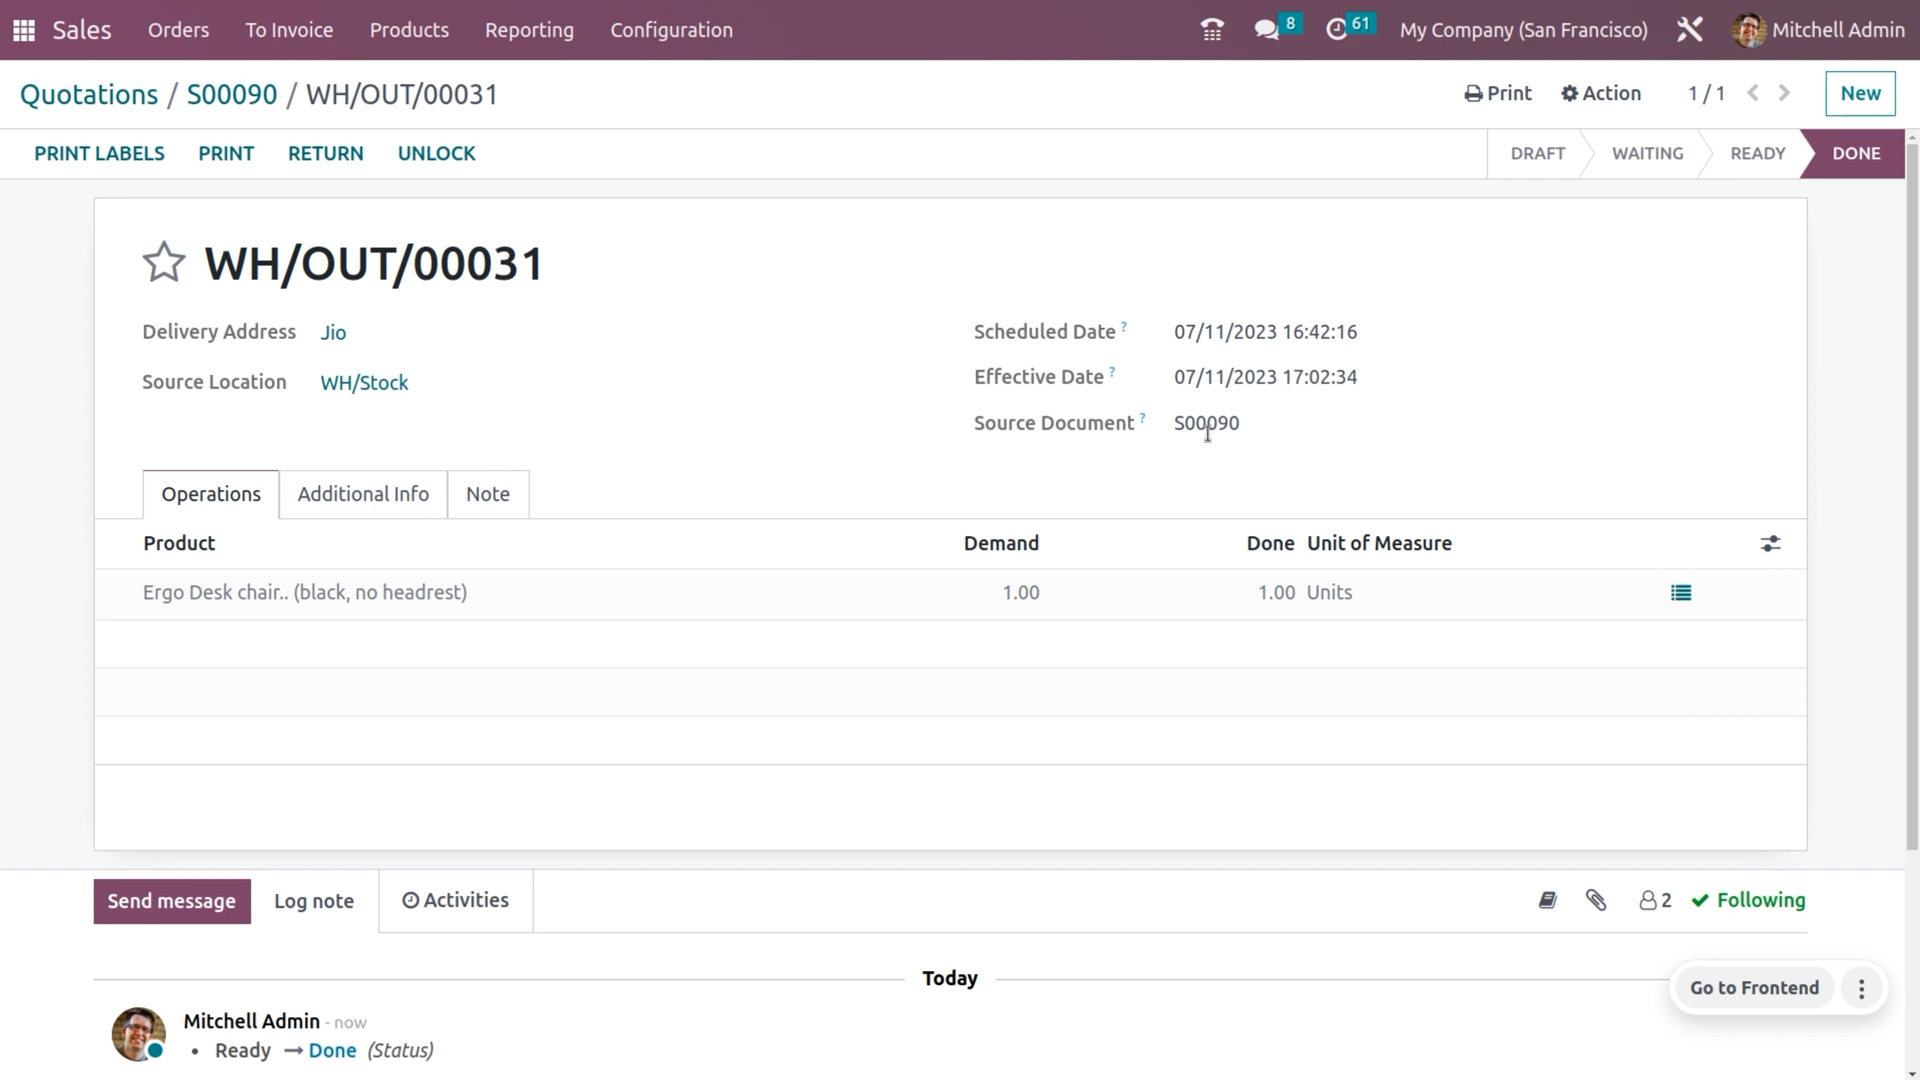 Sales Orders To Invoice Products Reporting Configuration 8 61 My Company (San Francisco) Mitchell Admin
Quotations / S00090 / WH/OUT/00031 Print Action 1 / 1 New
PRINT LABELS PRINT RETURN UNLOCK DRAFT WAITING READY DONE
WH/OUT/00031
Delivery Address Jio Scheduled Date ? 07/11/2023 16:42:16
Source Location WH/Stock Effective Date ? 07/11/2023 17:02:34
Source Document ? S00090
Operations Additional Info Note
Product Demand Done Unit of Measure
Ergo Desk chair.. (black, no headrest) 1.00 1.00 Units
Send message Log note Activities 2 Following
Today
Go to Frontend
Mitchell Admin - now
• Ready → Done (Status)